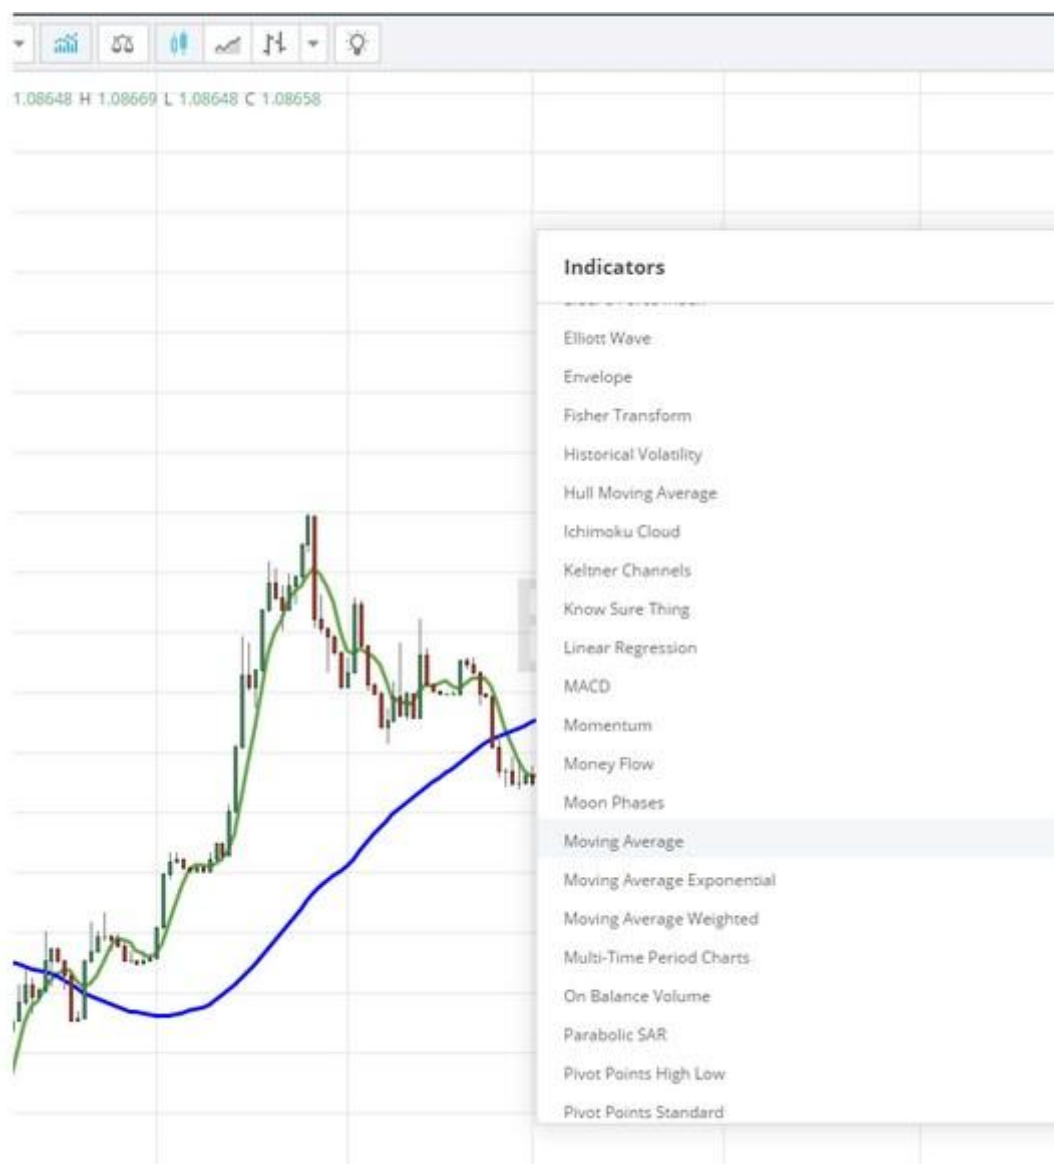 1.08648 H 1.08669 L 1.08648 C 1.08658
Indicators
Elliott Wave
Envelope
Fisher Transform
Historical Volatility
Hull Moving Average
Ichimoku Cloud
Keltner Channels
Know Sure Thing
Linear Regression
MACD
Momentum
Money Flow
Moon Phases
Moving Average
Moving Average Exponential
Moving Average Weighted
Multi-Time Period Charts
On Balance Volume
Parabolic SAR
Pivot Points High Low
Pivot Points Standard